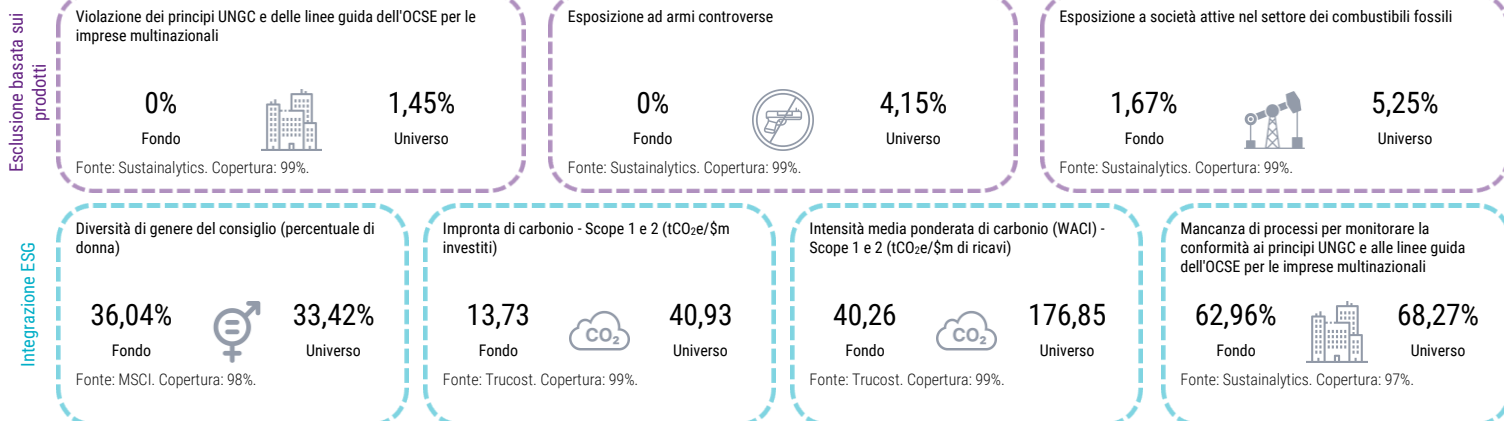 Esclusione basata sui
prodotti
Violazione dei principi UNGC e delle linee guida dell'OCSE per le
imprese multinazionali
0%
Fondo
1,45%
Universo
Fonte: Sustainalytics. Copertura: 99%.
Esposizione ad armi controverse
0%
Fondo
4,15%
Universo
Fonte: Sustainalytics. Copertura: 99%.
Esposizione a società attive nel settore dei combustibili fossili
1,67%
Fondo
5,25%
Universo
Fonte: Sustainalytics. Copertura: 99%.
Integrazione ESG
Diversità di genere del consiglio (percentuale di
donna)
36,04%
Fondo
33,42%
Universo
Fonte: MSCI. Copertura: 98%.
Impronta di carbonio - Scope 1 e 2 (tCO₂e/$m
investiti)
13,73
Fondo
CO₂
40,93
Universo
Fonte: Trucost. Copertura: 99%.
Intensità media ponderata di carbonio (WACI) -
Scope 1 e 2 (tCO₂e/$m di ricavi)
40,26
Fondo
CO₂
176,85
Universo
Fonte: Trucost. Copertura: 99%.
Mancanza di processi per monitorare la
conformità ai principi UNGC e alle linee guida
dell'OCSE per le imprese multinazionali
62,96%
Fondo
68,27%
Universo
Fonte: Sustainalytics. Copertura: 97%.